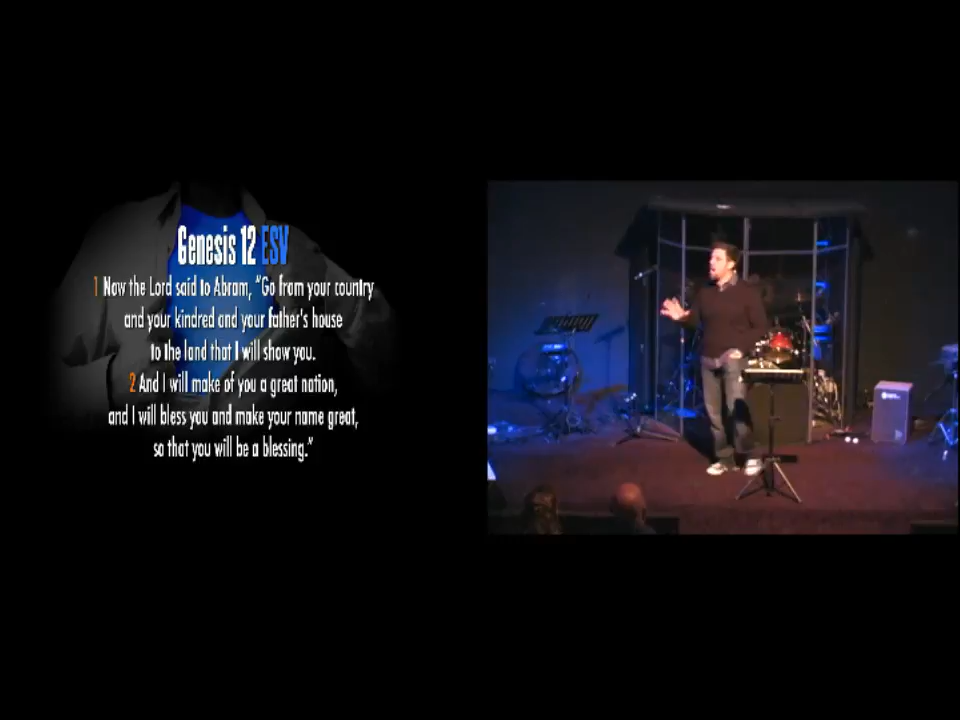 Genesis 12 ESV
1 Now the Lord said to Abram, “Go from your country
and your kindred and your father's house
to the land that I will show you.
2 And I will make of you a great nation,
and I will bless you and make your name great,
so that you will be a blessing.”